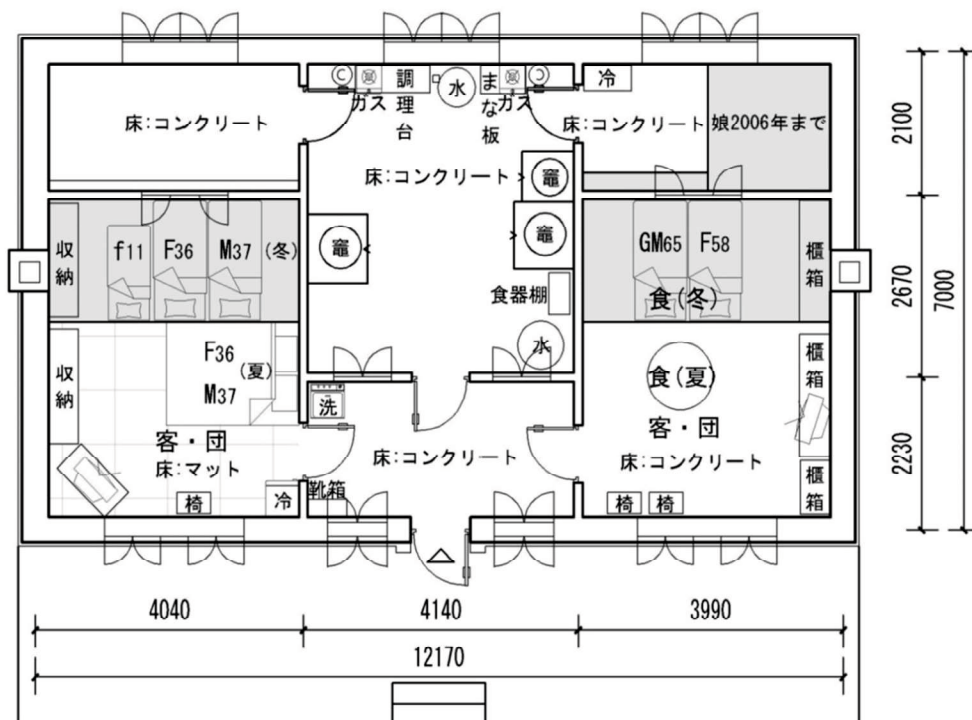 ガス
調理台
水
まな板
ガス
冷
床:コンクリート
床:コンクリート
床:コンクリート
娘2006年まで
竈
竈
竈
収納
f11
F36
M37
(冬)
GM65
F58
櫃箱
食(冬)
食器棚
水
収納
F36
(夏)
M37
食(夏)
櫃箱
客・団
床:マット
椅
冷
洗
靴箱
床:コンクリート
客・団
床:コンクリート
椅
椅
櫃箱
2100
2670
2230
7000
4040
4140
3990
12170